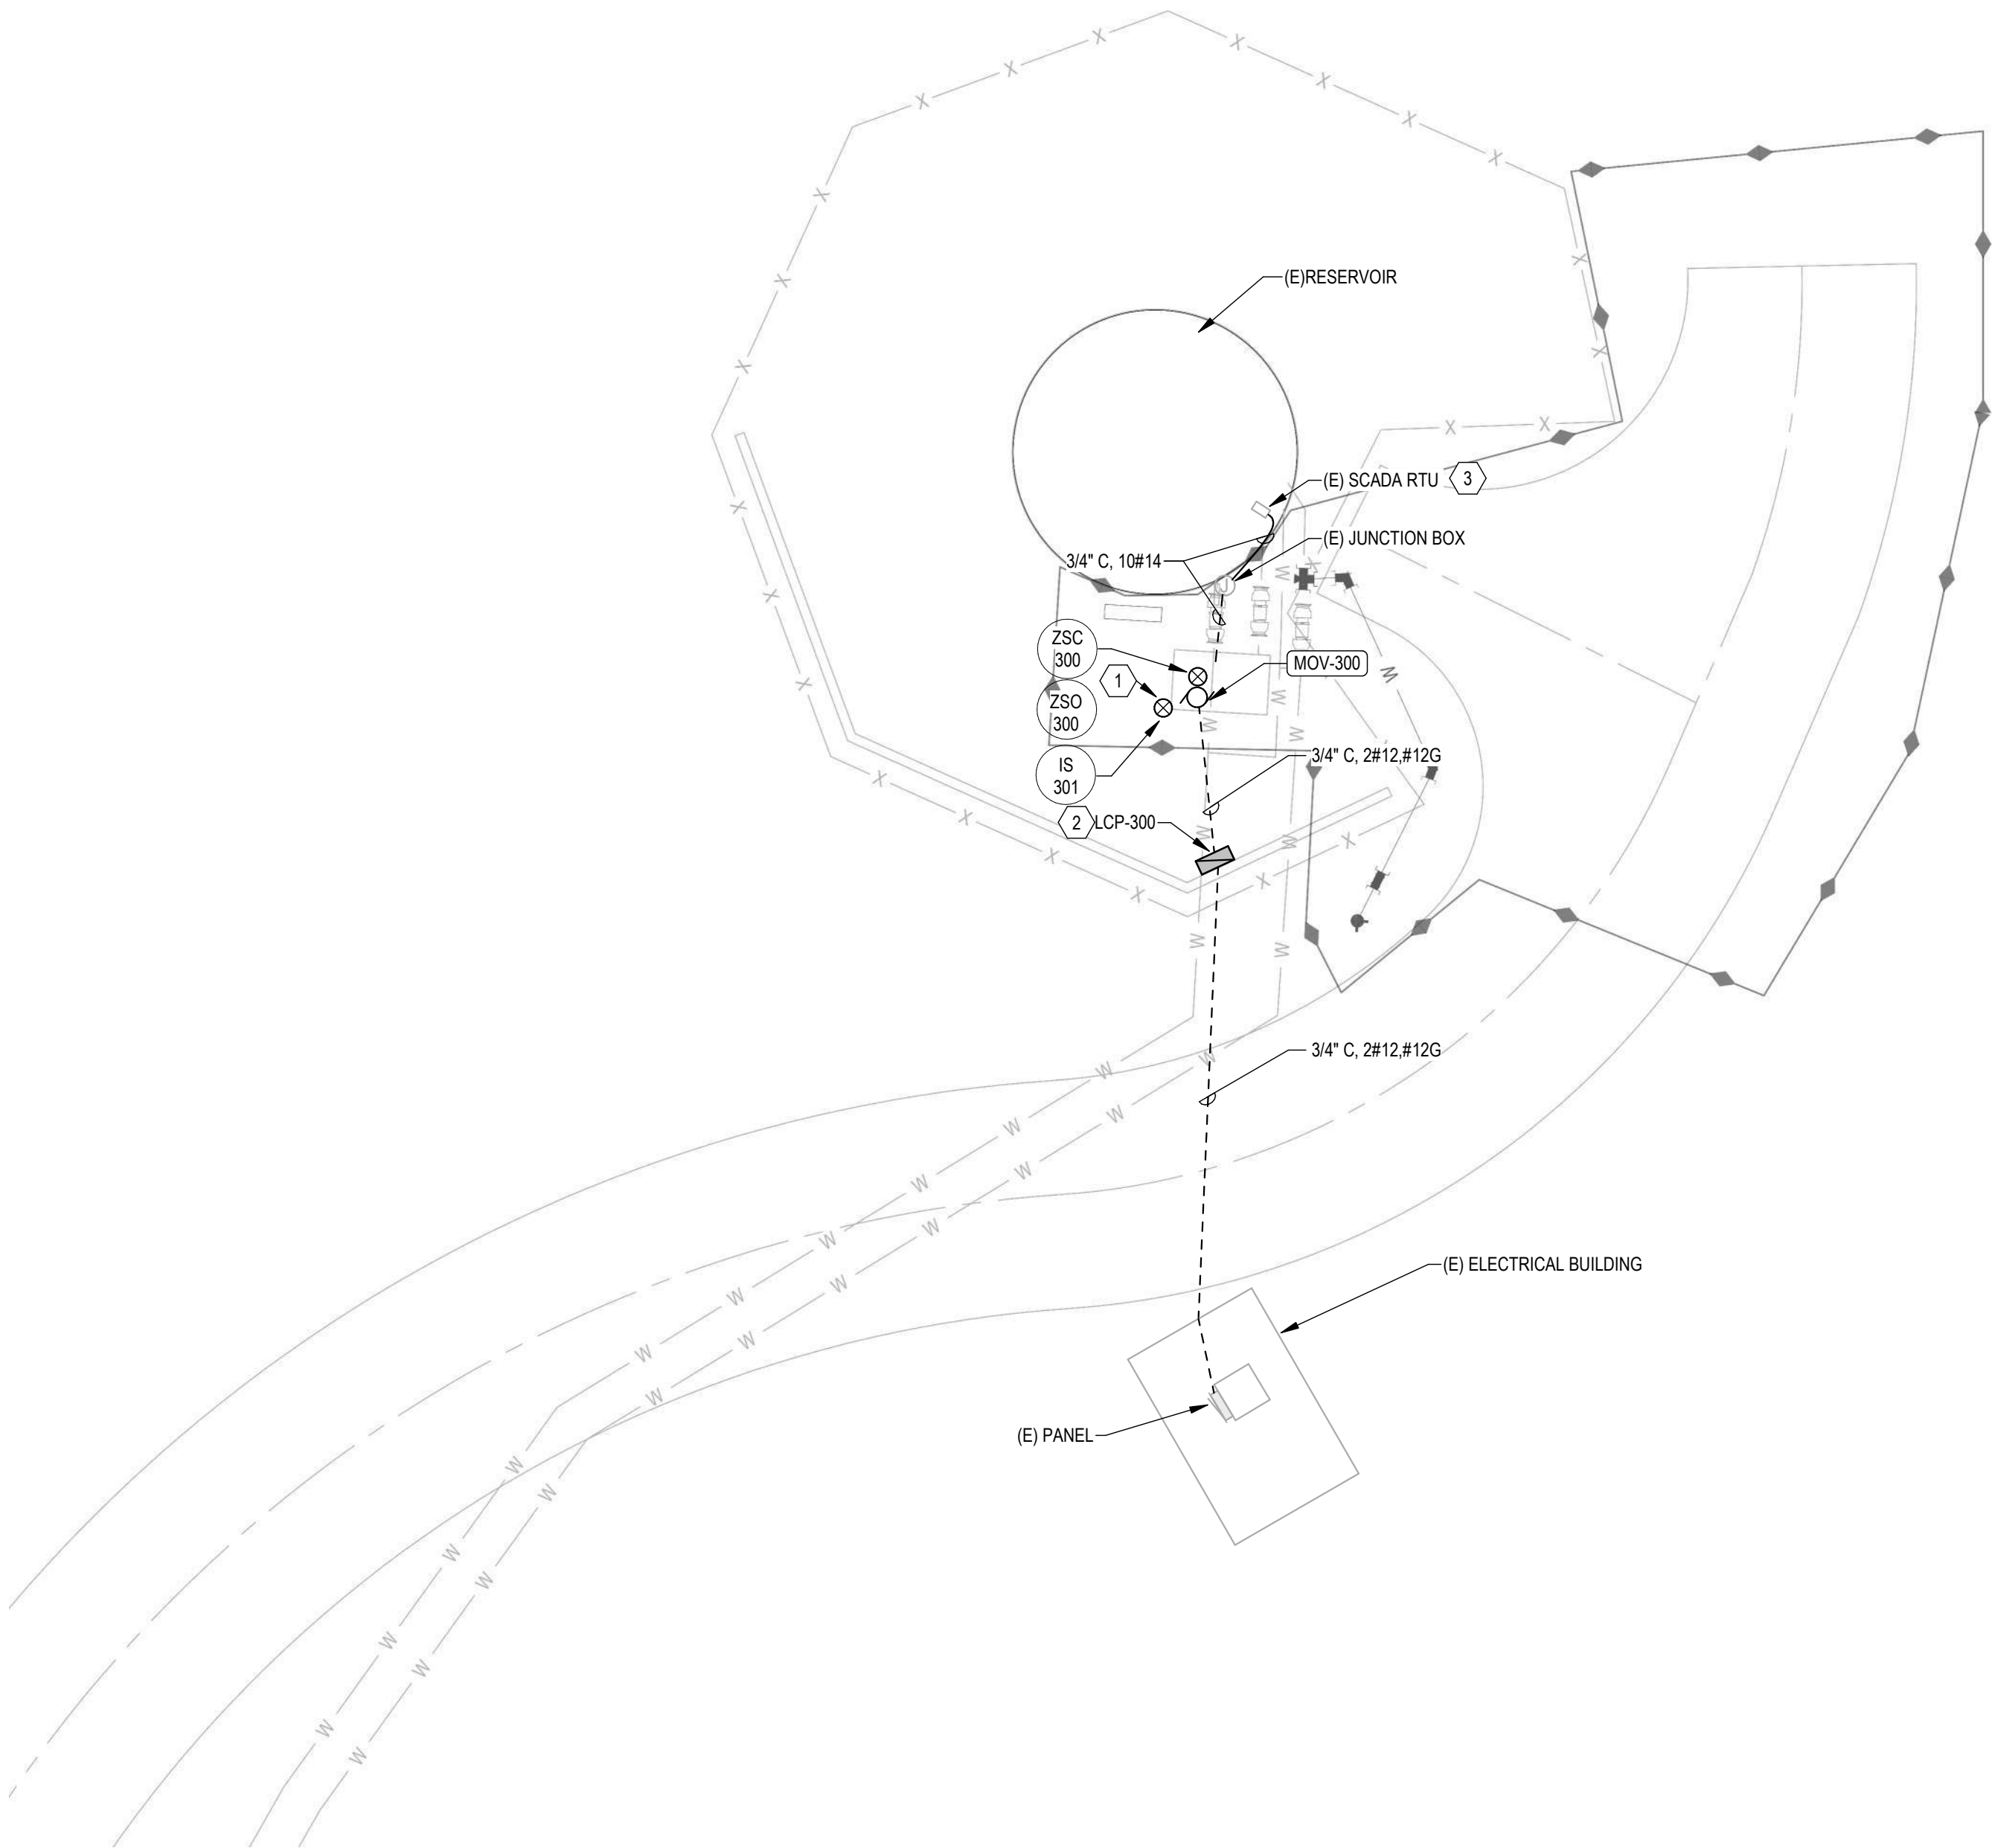 (E)RESERVOIR
(E) SCADA RTU 3
(E) JUNCTION BOX
3/4" C, 10#14
J
ZSC
300
MOV-300
1
ZSO
300
3/4" C, 2#12,#12G
IS
301
2 LCP-300
3/4" C, 2#12,#12G
(E) ELECTRICAL BUILDING
(E) PANEL